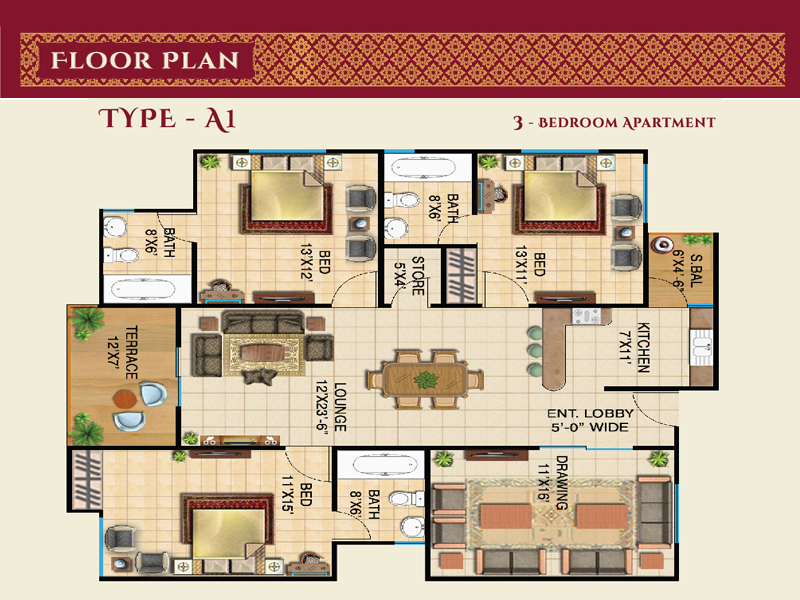 FLOOR PLAN
TYPE - A1
3 - BEDROOM APARTMENT
BATH
8'X6'
BED
13'X12'
BATH
8'X6'
STORE
5'X4'
BED
13'X11'
S.BAL
6'X4'-6"
TERRACE
12'X7'
LOUNGE
12'X23'-6"
KITCHEN
7'X11'
ENT. LOBBY
5'-0" WIDE
BED
11'X15'
BATH
8'X6'
DRAWING
11'X16'